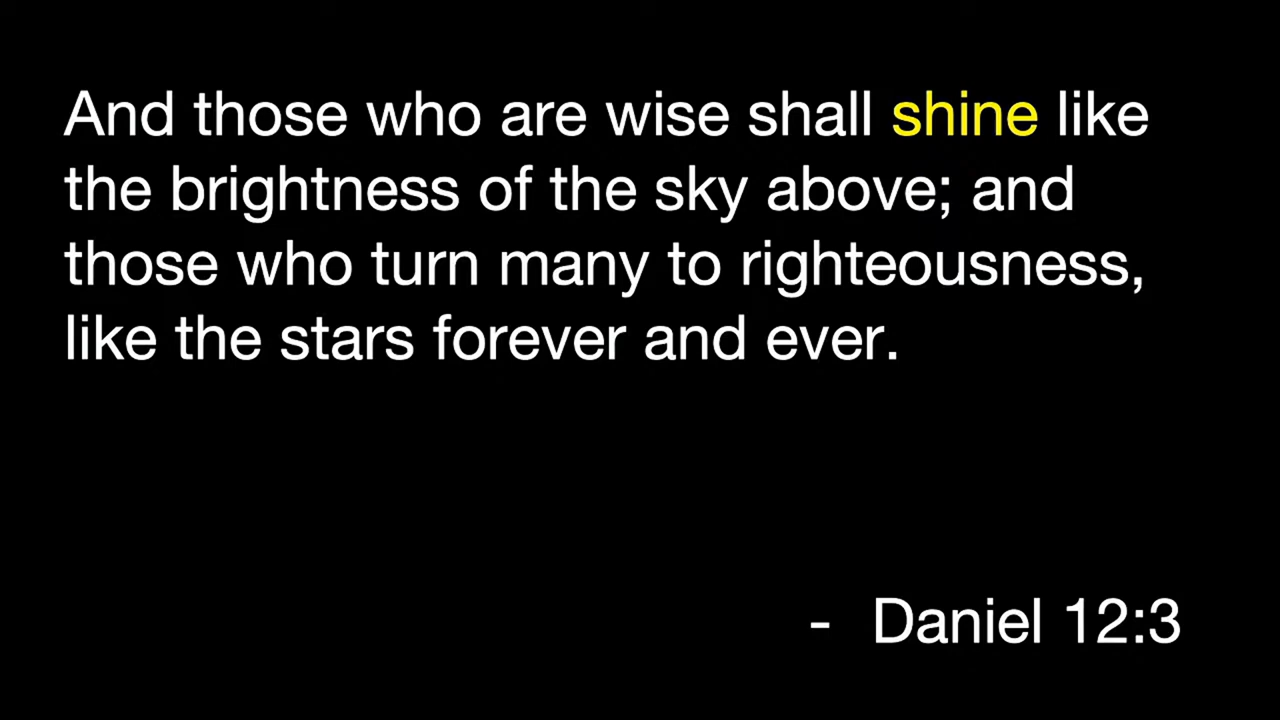 And those who are wise shall shine like
the brightness of the sky above; and
those who turn many to righteousness,
like the stars forever and ever.
- Daniel 12:3